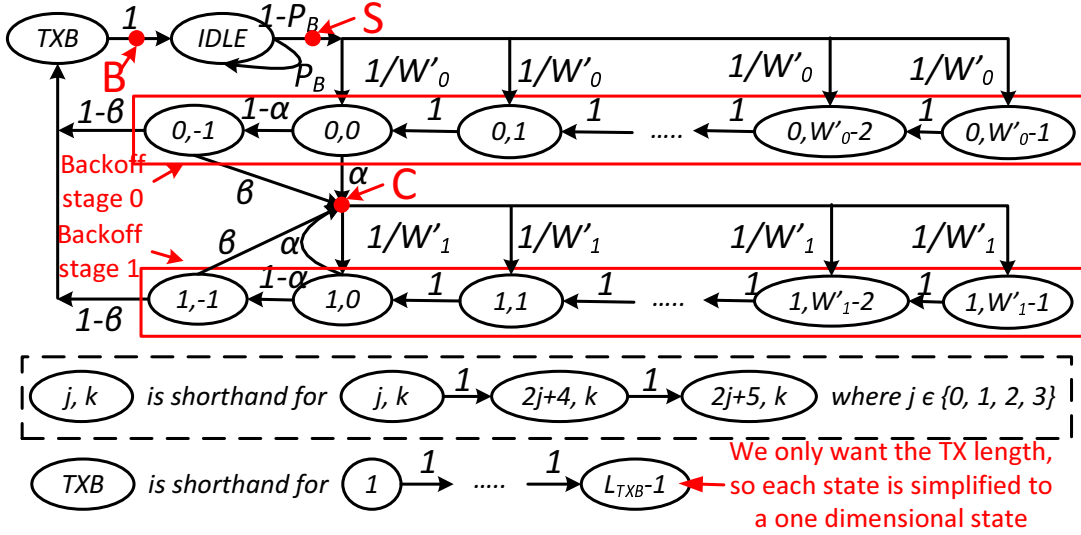 TXB 1 IDLE 1-P_B S
B P_B 1/W'_0 1/W'_0 1/W'_0 1/W'_0
1-β 0,-1 1-α 0,0 1 0,1 1 ..... 1 0,W'_0-2 1 0,W'_0-1
Backoff
stage 0
β α C
Backoff
stage 1
β α 1/W'_1 1/W'_1 1/W'_1 1/W'_1
1-β 1,-1 1-α 1,0 1 1,1 1 ..... 1 1,W'_1-2 1 1,W'_1-1
j, k is shorthand for j, k 1 2j+4, k 1 2j+5, k where j ϵ {0, 1, 2, 3}
TXB is shorthand for 1 1 ..... 1 L_TXB-1
We only want the TX length,
so each state is simplified to
a one dimensional state